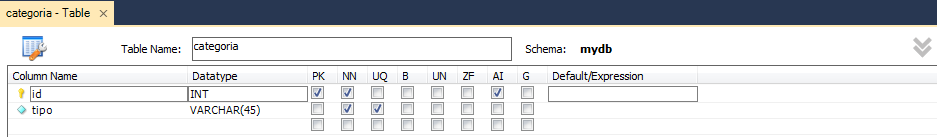 categoria - Table ×
Table Name: categoria Schema: mydb
Column Name Datatype PK NN UQ B UN ZF AI G Default/Expression
id INT
tipo VARCHAR(45)